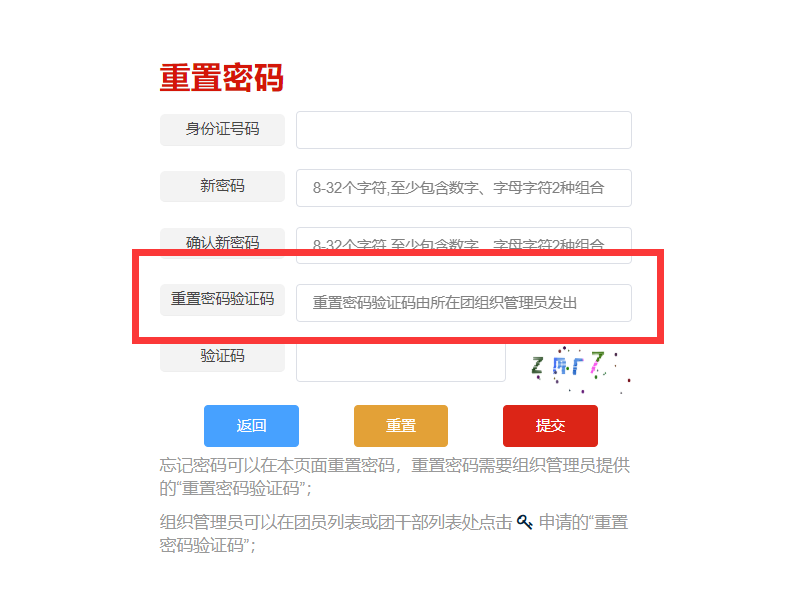 重置密码
身份证号码
新密码 8-32个字符,至少包含数字、字母字符2种组合
确认新密码 8-32个字符,至少包含数字、字母字符2种组合
重置密码验证码 重置密码验证码由所在团组织管理员发出
验证码
返回 重置 提交
忘记密码可以在本页面重置密码，重置密码需要组织管理员提供
的“重置密码验证码”；
组织管理员可以在团员列表或团干部列表处点击 申请的“重置
密码验证码”；